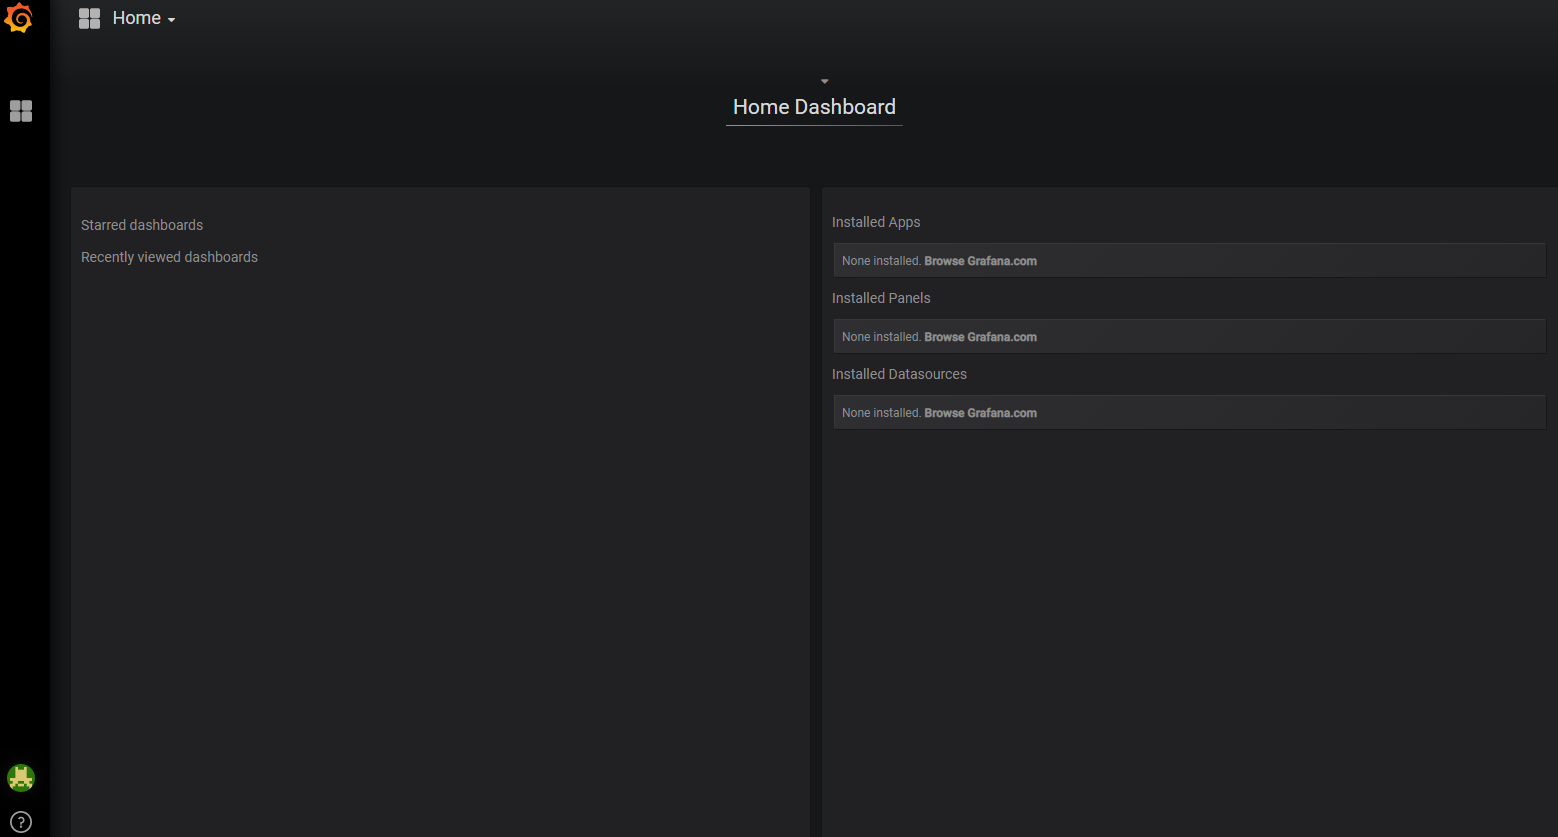 Home
Home Dashboard
Starred dashboards
Recently viewed dashboards
Installed Apps
None installed. Browse Grafana.com
Installed Panels
None installed. Browse Grafana.com
Installed Datasources
None installed. Browse Grafana.com
?